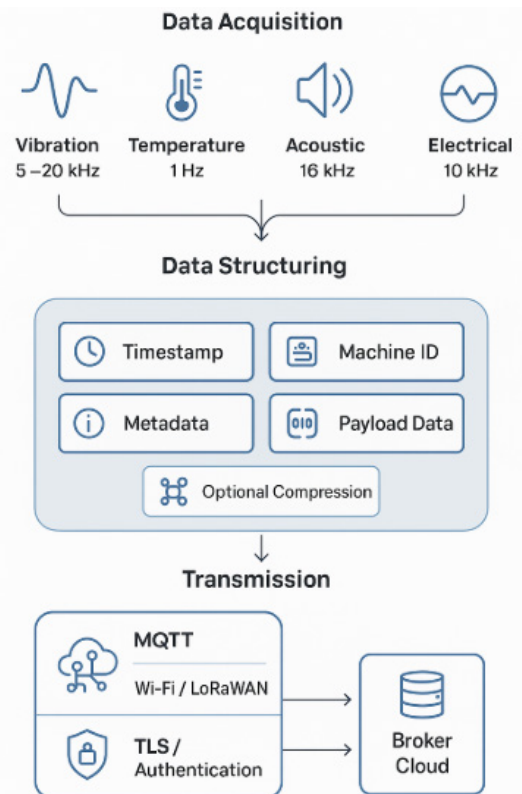 Data Acquisition
Vibration
5–20 kHz
Temperature
1 Hz
Acoustic
16 kHz
Electrical
10 kHz
Data Structuring
Timestamp
Machine ID
Metadata
010
Payload Data
Optional Compression
Transmission
MQTT
Wi-Fi / LoRaWAN
TLS /
Authentication
Broker
Cloud